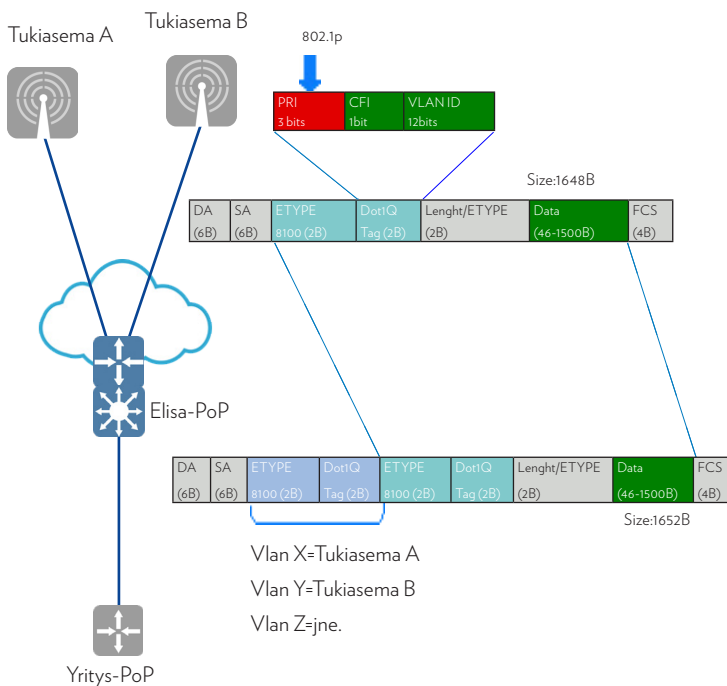 Tukiasema A
Tukiasema B
802.1p
PRI
3 bits
CFI
1bit
VLAN ID
12bits
Size:1648B
DA
(6B)
SA
(6B)
ETYPE
8100 (2B)
Dot1Q
Tag (2B)
Lenght/ETYPE
(2B)
Data
(46-1500B)
FCS
(4B)
Elisa-PoP
DA
(6B)
SA
(6B)
ETYPE
8100 (2B)
Dot1Q
Tag (2B)
ETYPE
8100 (2B)
Dot1Q
Tag (2B)
Lenght/ETYPE
(2B)
Data
(46-1500B)
FCS
(4B)
Size:1652B
Vlan X=Tukiasema A
Vlan Y=Tukiasema B
Vlan Z=jne.
Yritys-PoP